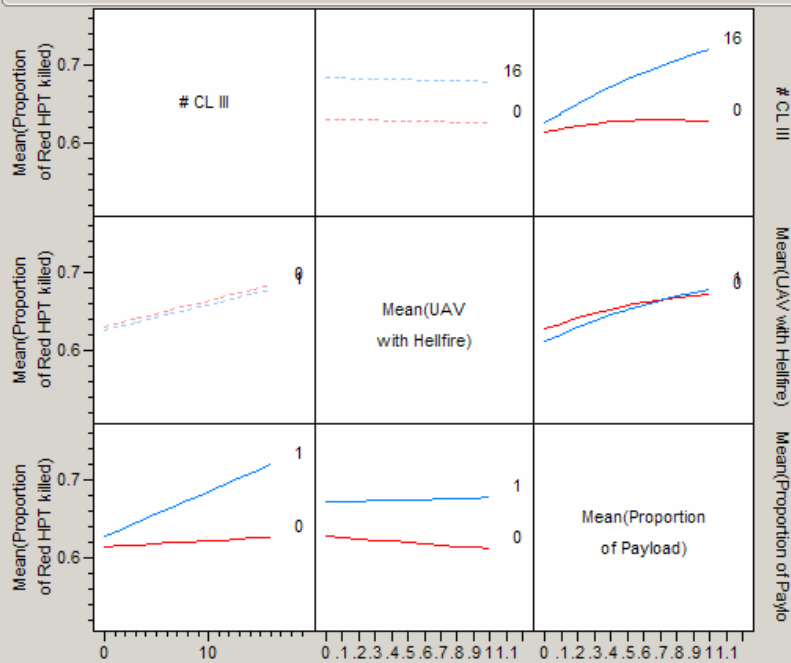 Mean(Proportion
of Red HPT killed)
0.7
0.6
# CL III
16
0
16
0
# CL III
Mean(Proportion
of Red HPT killed)
0.7
0.6
0
1
Mean(UAV
with Hellfire)
1
0
Mean(UAV with Hellfire)
Mean(Proportion
of Red HPT killed)
0.7
0.6
1
0
1
0
Mean(Proportion
of Payload)
Mean(Proportion of Paylo
0 10
0 .1 .2 .3 .4 .5 .6 .7 .8 .9 1 1.1
0 .1 .2 .3 .4 .5 .6 .7 .8 .9 1 1.1